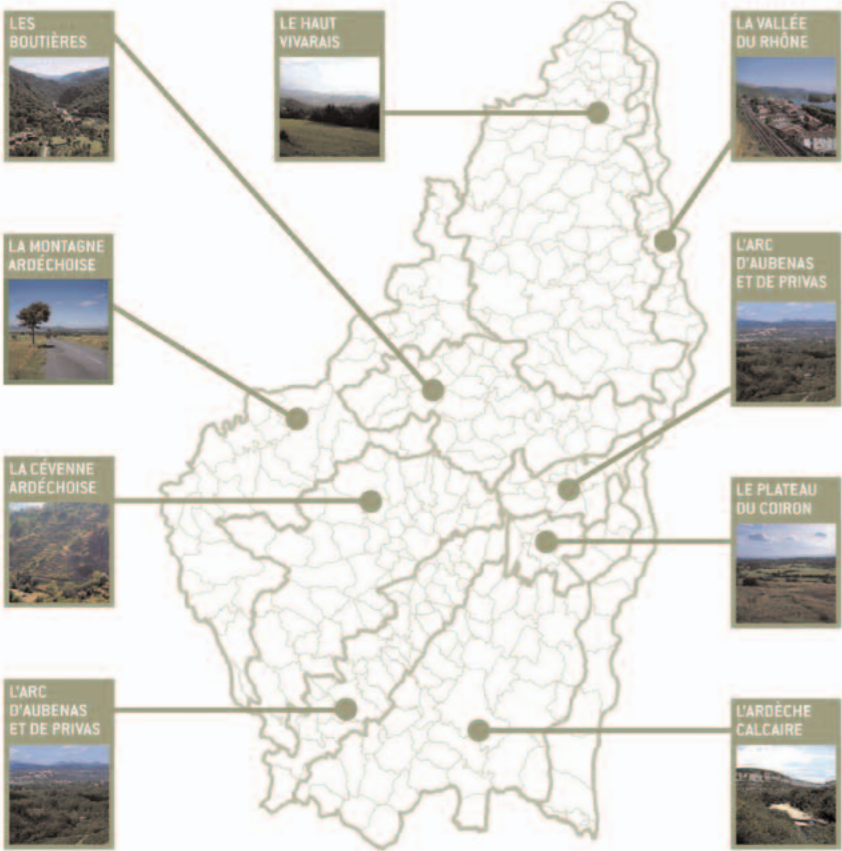 LES
BOUTIÈRES
LE HAUT
VIVARAIS
LA VALLÉE
DU RHÔNE
LA MONTAGNE
ARDÉCHOISE
L'ARC
D'AUBENAS
ET DE PRIVAS
LA CÉVENNE
ARDÉCHOISE
LE PLATEAU
DU COIRON
L'ARC
D'AUBENAS
ET DE PRIVAS
L'ARDÈCHE
CALCAIRE